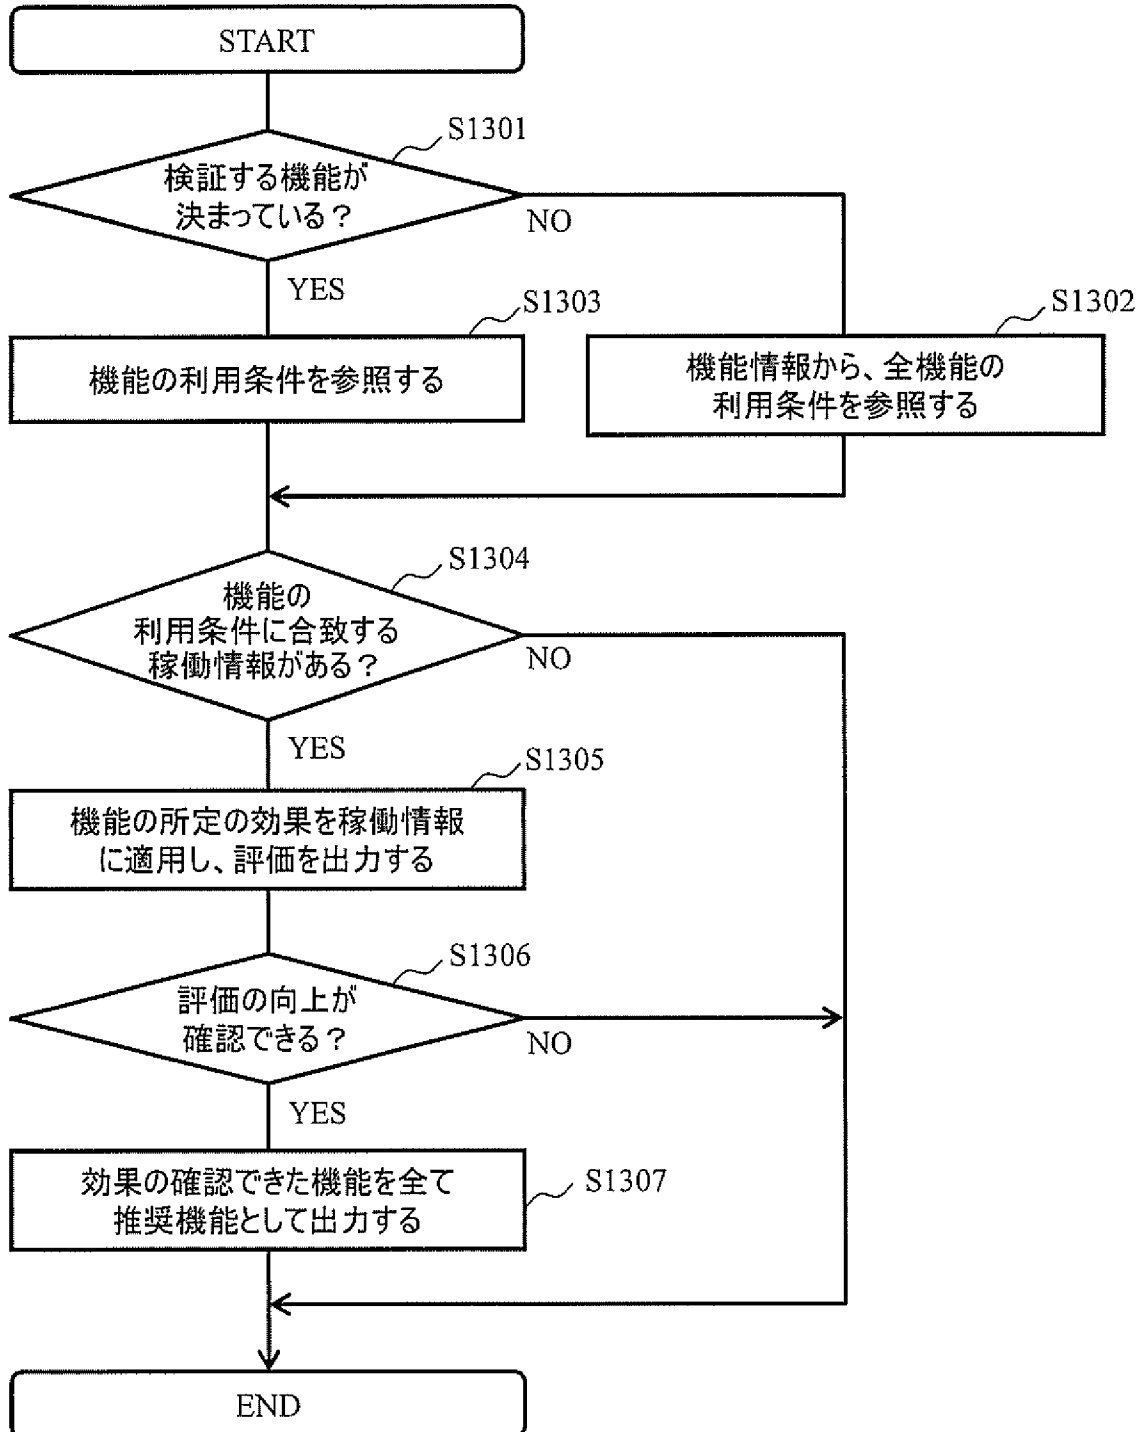 START
S1301
検証する機能が
決まっている？
NO
YES
S1303
S1302
機能の利用条件を参照する
機能情報から、全機能の
利用条件を参照する
S1304
機能の
利用条件に合致する
稼働情報がある？
NO
YES
S1305
機能の所定の効果を稼働情報
に適用し、評価を出力する
S1306
評価の向上が
確認できる？
NO
YES
効果の確認できた機能を全て
推奨機能として出力する
S1307
END